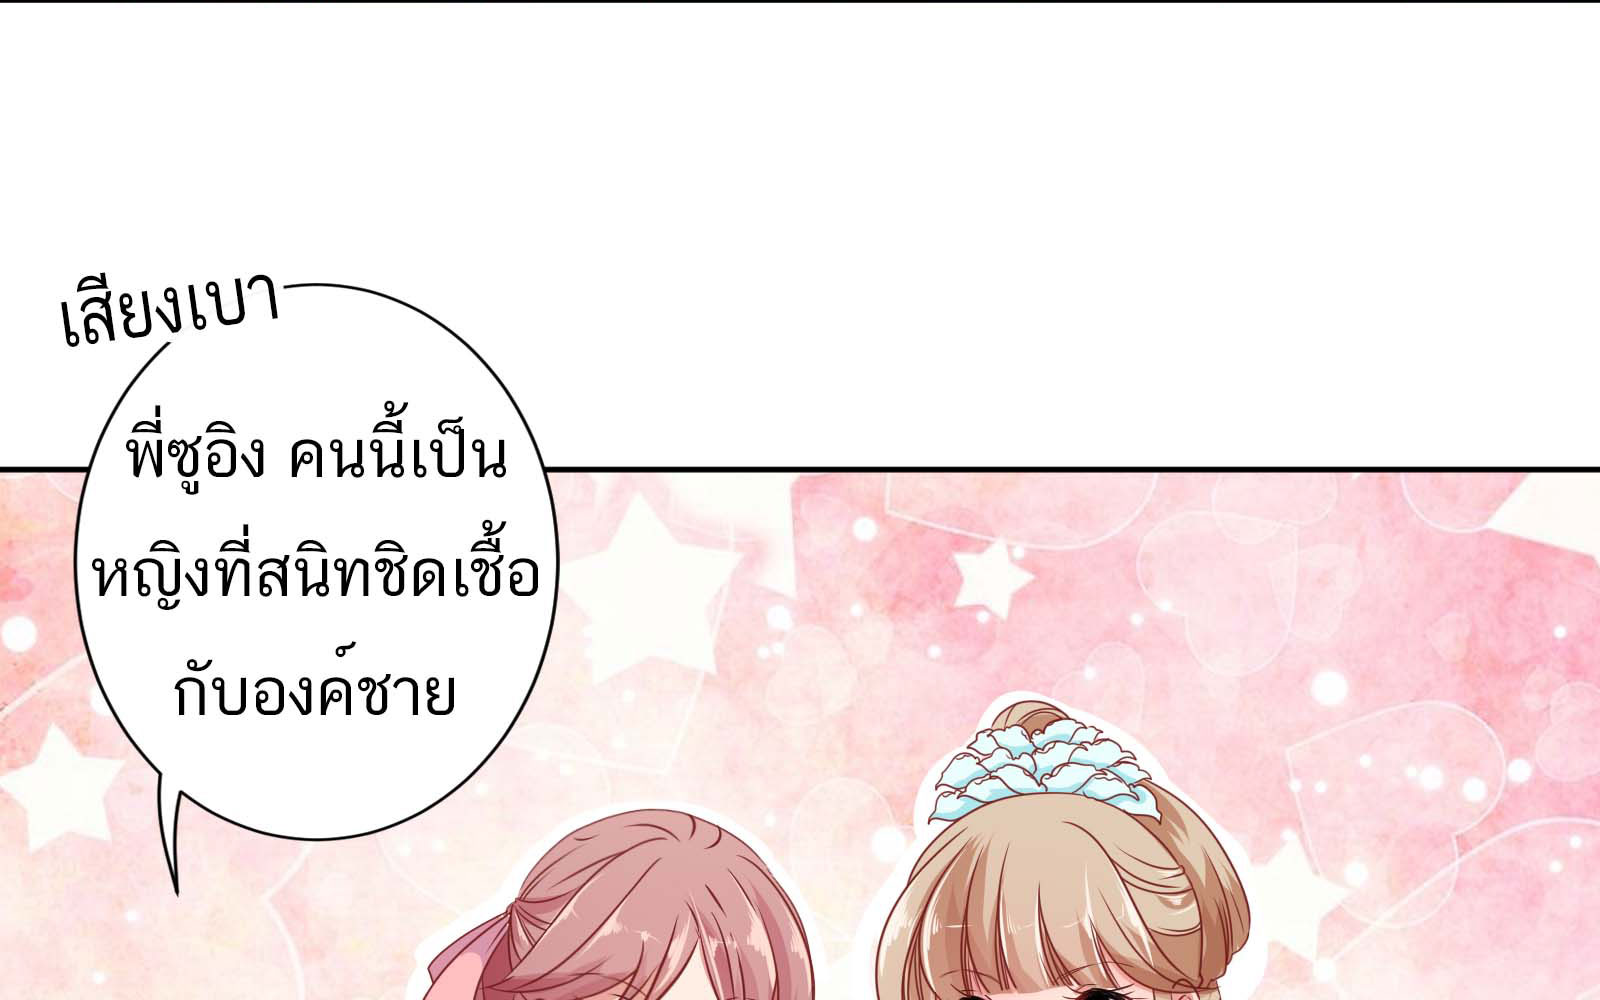 เสียงเบา
พี่ซูอิง คนนี้เป็น
หญิงที่สนิทชิดเชื้อ
กับองค์ชาย